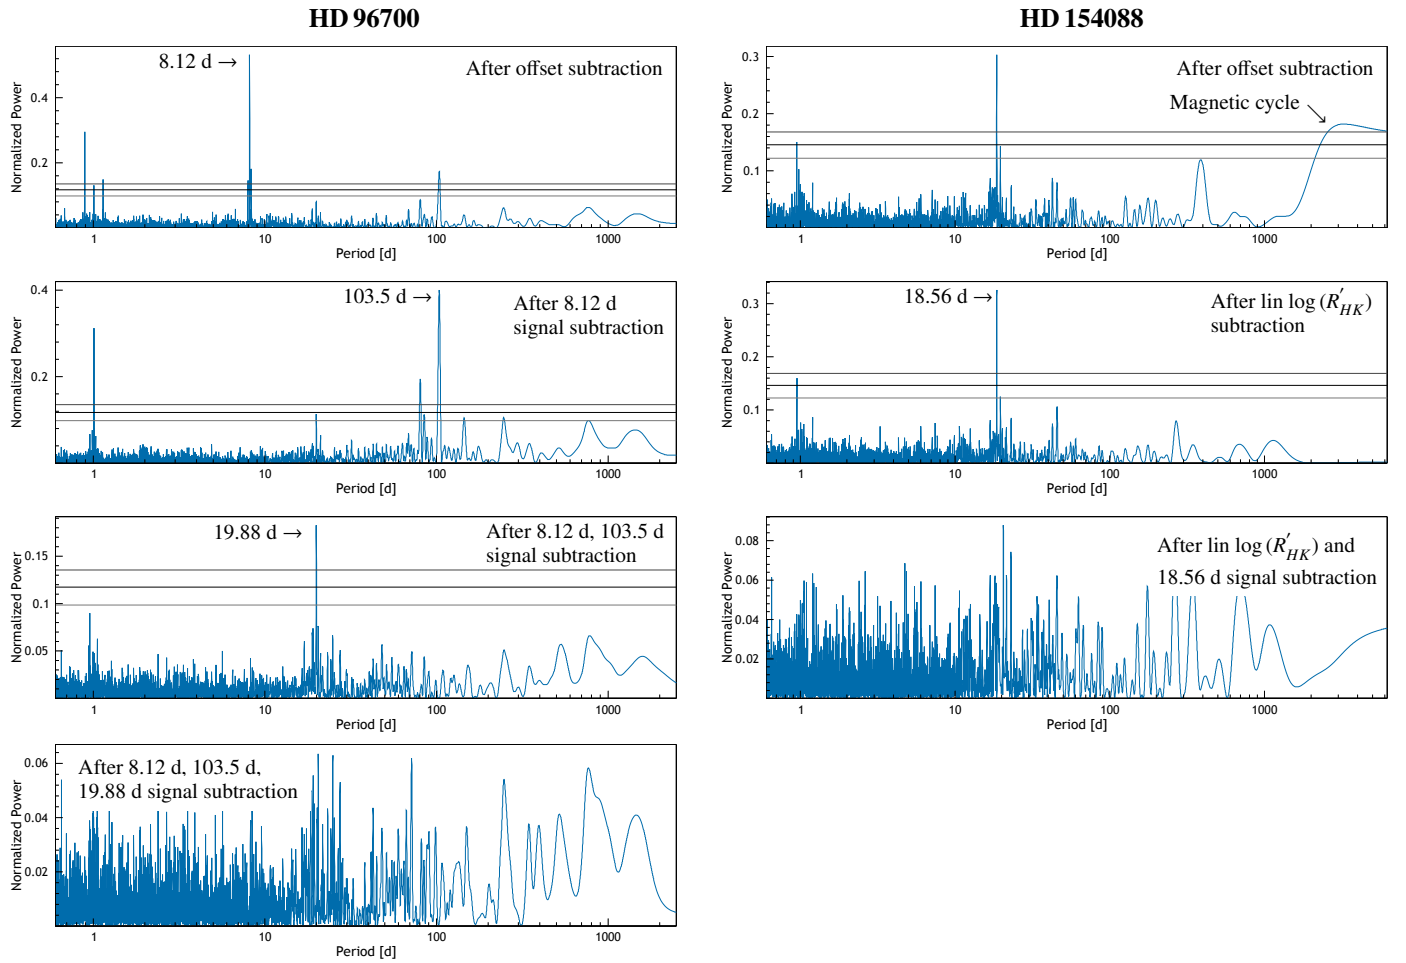 HD 96700
8.12 d →
After offset subtraction
Normalized Power
0.4
0.2
1
10
100
1000
Period [d]
103.5 d →
After 8.12 d
signal subtraction
Normalized Power
0.4
0.2
1
10
100
1000
Period [d]
19.88 d →
After 8.12 d, 103.5 d
signal subtraction
Normalized Power
0.15
0.1
0.05
1
10
100
1000
Period [d]
After 8.12 d, 103.5 d,
19.88 d signal subtraction
Normalized Power
0.06
0.04
0.02
1
10
100
1000
Period [d]
HD 154088
After offset subtraction
Magnetic cycle
Normalized Power
0.3
0.2
0.1
1
10
100
1000
Period [d]
18.56 d →
After lin log (R′HK)
subtraction
Normalized Power
0.3
0.2
0.1
1
10
100
1000
Period [d]
After lin log (R′HK) and
18.56 d signal subtraction
Normalized Power
0.08
0.06
0.04
0.02
1
10
100
1000
Period [d]